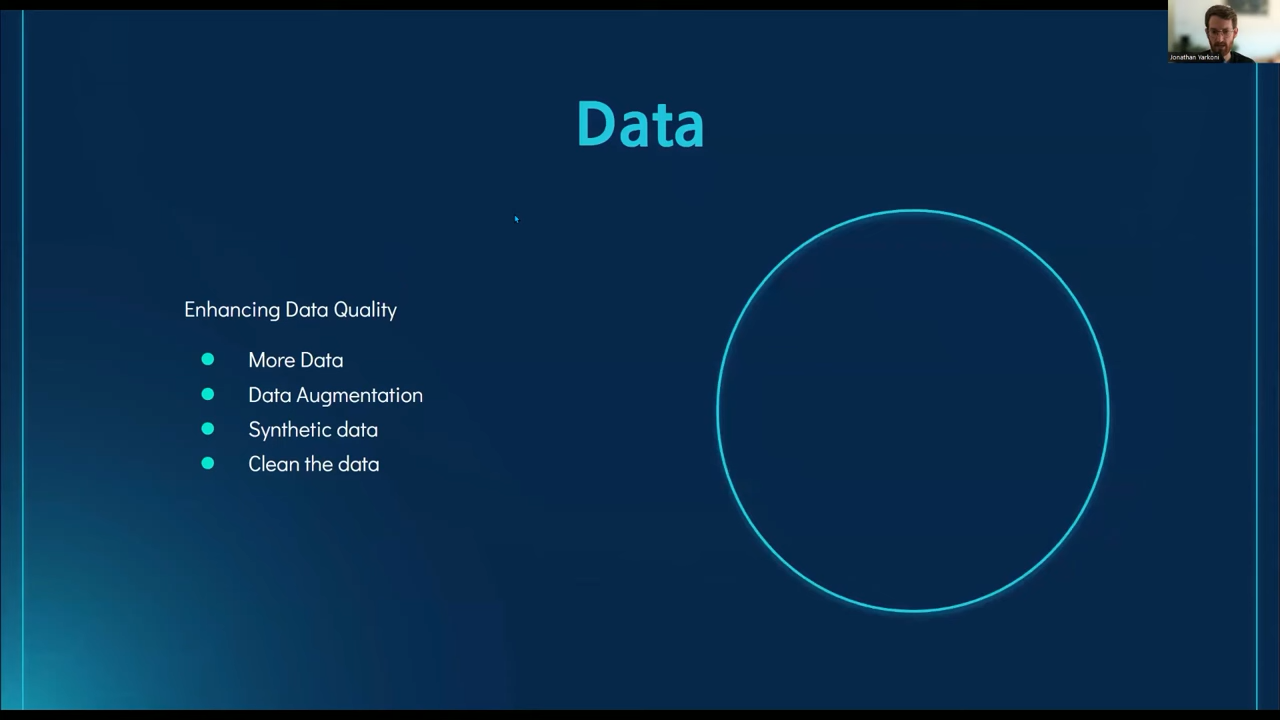 Jonathan Yarkoni
Data
Enhancing Data Quality
More Data
Data Augmentation
Synthetic data
Clean the data